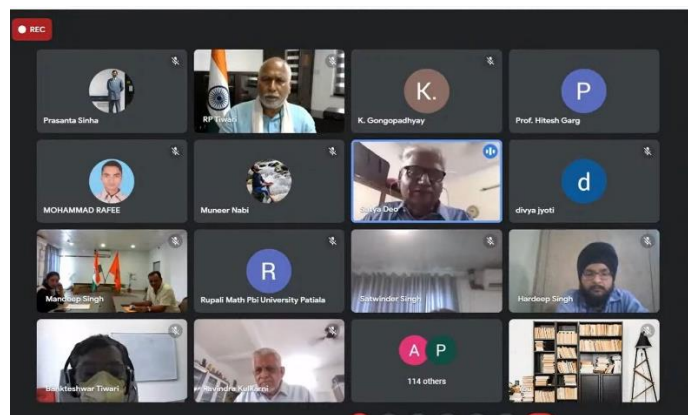 REC
Prasanta Sinha
RP Tiwari
K.
K. Gongopadhyay
P
Prof. Hitesh Garg
MOHAMMAD RAFEE
Muneer Nabi
Satya Deo
d
divya jyoti
Mandeep Singh
R
Rupali Math Pbi University Patiala
Satwinder Singh
Hardeep Singh
Bankteshwar Tiwari
Ravindra Kulkarni
A P
114 others
You